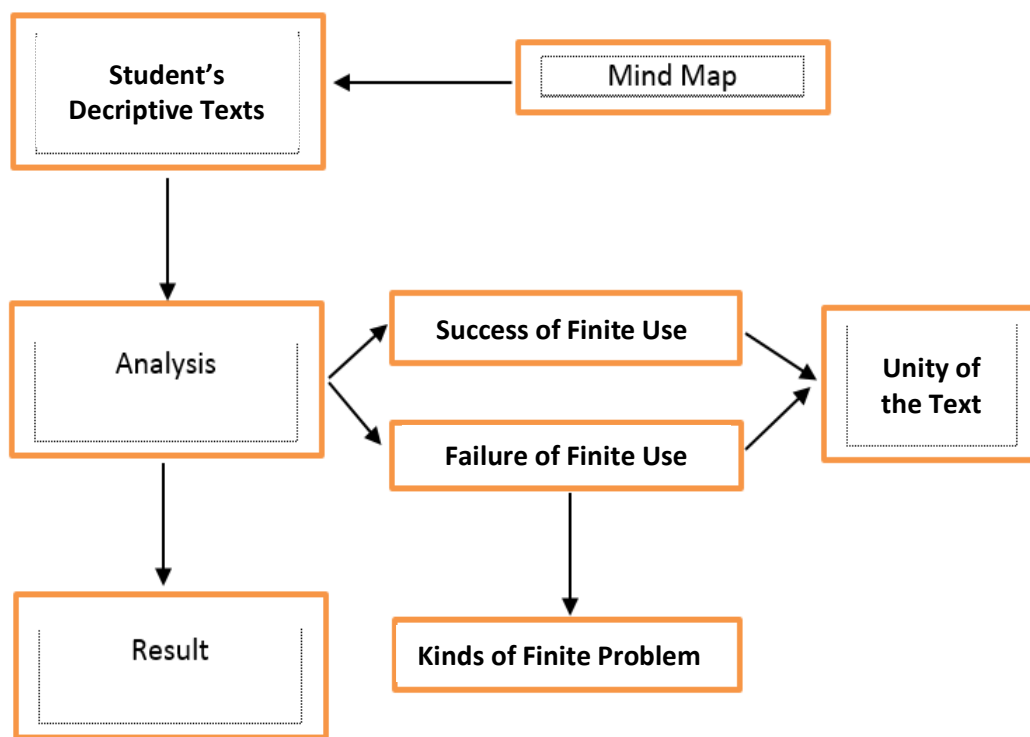 Student’s
Decriptive Texts
Mind Map
Analysis
Success of Finite Use
Failure of Finite Use
Unity of
the Text
Result
Kinds of Finite Problem